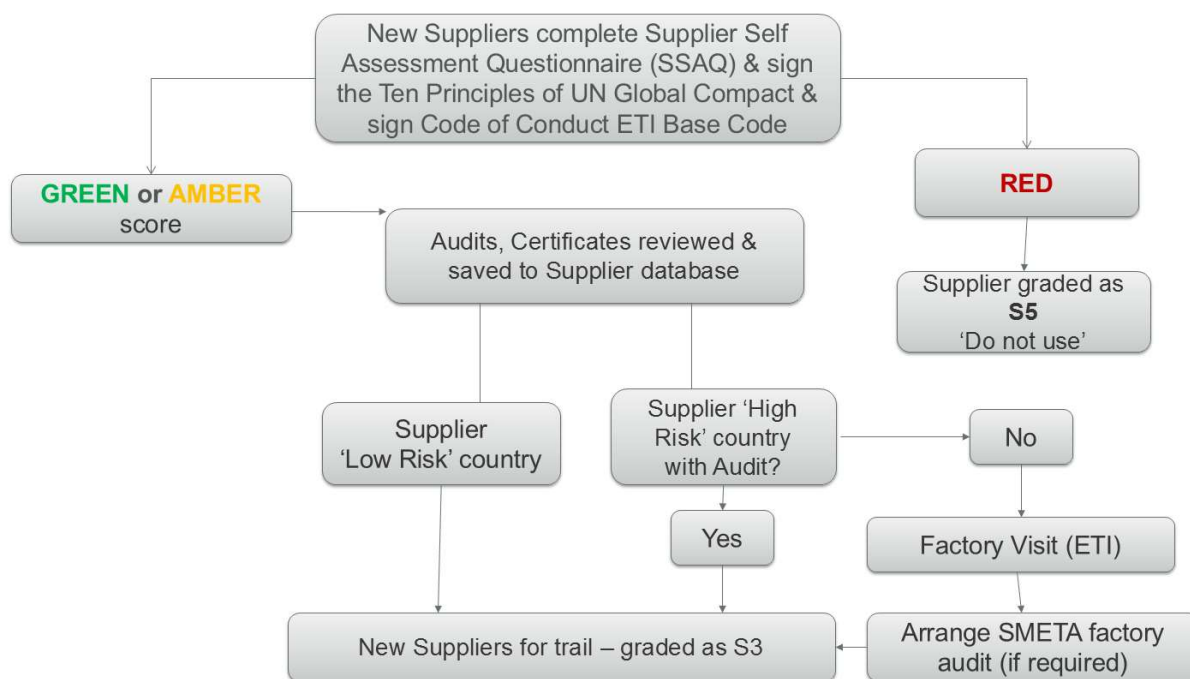 New Suppliers complete Supplier Self
Assessment Questionnaire (SSAQ) & sign
the Ten Principles of UN Global Compact &
sign Code of Conduct ETI Base Code
GREEN or AMBER
score
RED
Audits, Certificates reviewed &
saved to Supplier database
Supplier graded as
S5
‘Do not use’
Supplier
‘Low Risk’ country
Supplier ‘High
Risk’ country
with Audit?
No
Yes
Factory Visit (ETI)
New Suppliers for trail – graded as S3
Arrange SMETA factory
audit (if required)